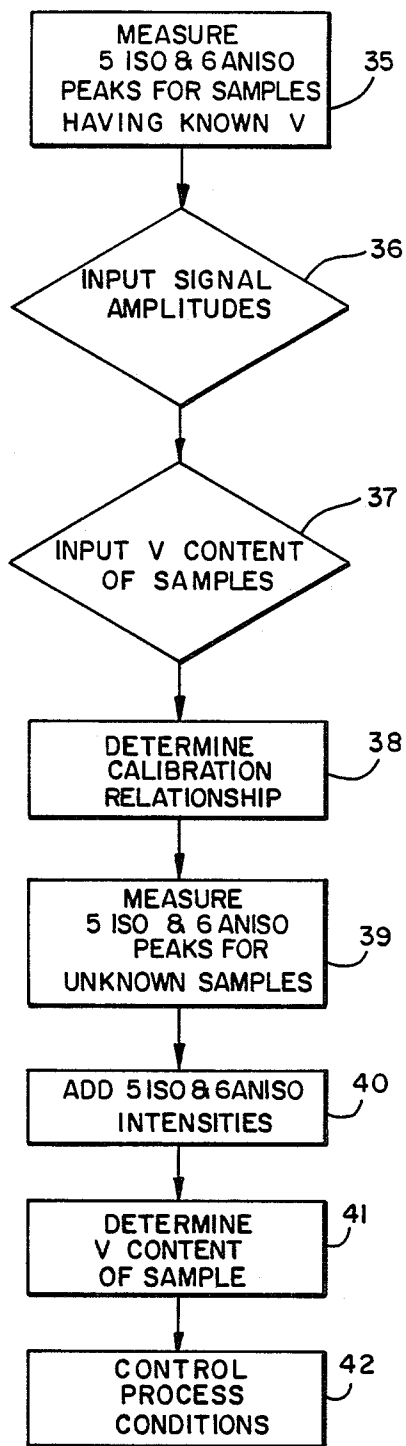 MEASURE
5 ISO & 6 ANISO
PEAKS FOR SAMPLES
HAVING KNOWN V
35
INPUT SIGNAL
AMPLITUDES
36
INPUT V CONTENT
OF SAMPLES
37
DETERMINE
CALIBRATION
RELATIONSHIP
38
MEASURE
5 ISO & 6 ANISO
PEAKS FOR
UNKNOWN SAMPLES
39
ADD 5 ISO & 6 ANISO
INTENSITIES
40
DETERMINE
V CONTENT
OF SAMPLE
41
CONTROL
PROCESS
CONDITIONS
42